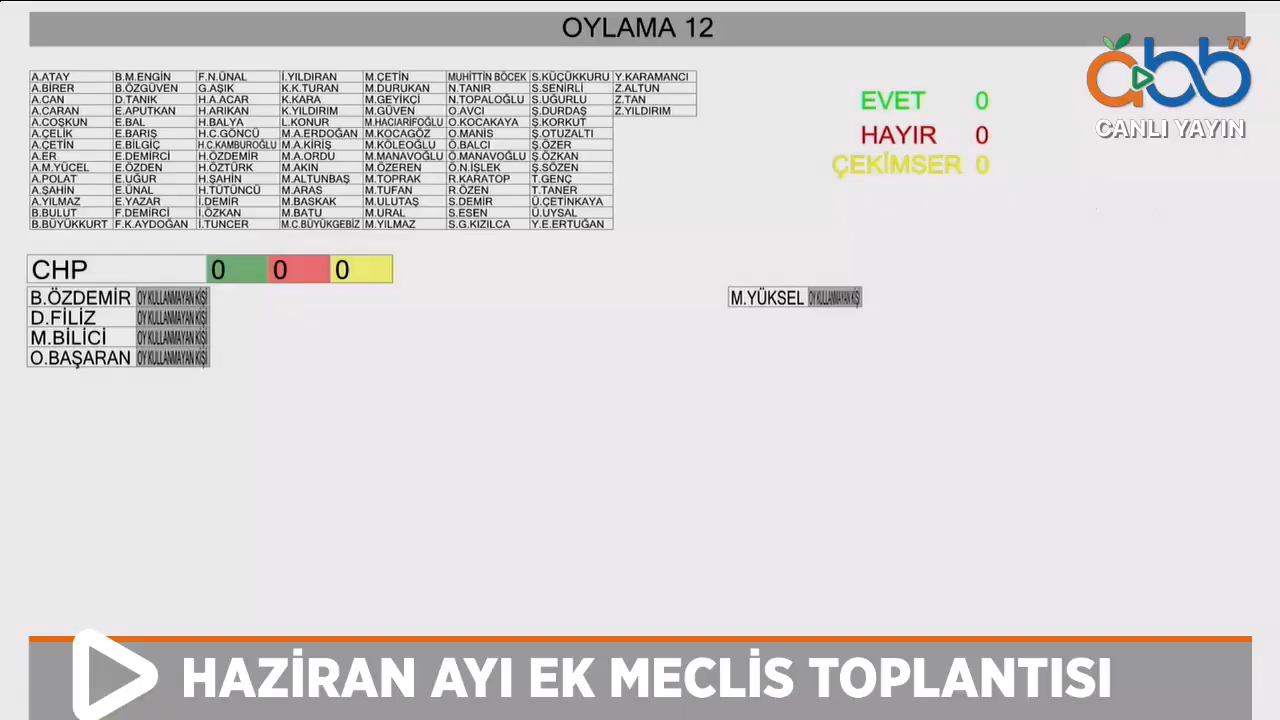 OYLAMA 12
abb TV
CANLI YAYIN
A.ATAY B.M.ENGİN F.N.ÜNAL İ.YILDIRAN M.ÇETİN MUHİTTİN BÖCEK S.KÜÇÜKKURU Y.KARAMANCI
A.BİRER B.ÖZGÜVEN G.AŞIK K.K.TURAN M.DURUKAN N.TANIR S.SENİRLİ Z.ALTUN
A.CAN D.TANIK H.A.ACAR K.KARA M.GEYİKÇİ N.TOPALOĞLU S.UĞURLU Z.TAN
A.CARAN E.APUTKAN H.ARIKAN K.YILDIRIM M.GÜVEN O.AVCI Ş.DURDAŞ Z.YILDIRIM
A.COŞKUN E.BAL H.BALYA L.KONUR M.HACIARİFOĞLU O.KOCAKAYA Ş.KORKUT
A.ÇELİK E.BARIŞ H.C.GÖNCÜ M.A.ERDOĞAN M.KOCAGÖZ O.MANİS Ş.OTUZALTI
A.ÇETİN E.BİLGİÇ H.C.KAMBUROĞLU M.A.KİRİŞ M.KÖLEOĞLU Ö.BALCI Ş.ÖZER
A.ER E.DEMİRCİ H.ÖZDEMİR M.A.ORDU M.MANAVOĞLU Ö.MANAVOĞLU Ş.ÖZKAN
A.M.YÜCEL E.ÖZDEN H.ÖZTÜRK M.AKIN M.ÖZEREN Ö.N.İŞLEK Ş.SÖZEN
A.POLAT E.UĞUR H.ŞAHİN M.ALTUNBAŞ M.TOPRAK R.KARATOP T.GENÇ
A.ŞAHİN E.ÜNAL H.TÜTÜNCÜ M.ARAS M.TUFAN R.ÖZEN T.TANER
A.YILMAZ E.YAZAR İ.DEMİR M.BASKAK M.ULUTAŞ S.DEMİR Ü.ÇETİNKAYA
B.BULUT F.DEMİRCİ İ.ÖZKAN M.BATU M.URAL S.ESEN Ü.UYSAL
B.BÜYÜKKURT F.K.AYDOĞAN İ.TUNCER M.C.BÜYÜKGEBİZ M.YILMAZ S.G.KIZILCA Y.E.ERTUĞAN
EVET 0
HAYIR 0
ÇEKİMSER 0
CHP 0 0 0
B.ÖZDEMİR OY KULLANMAYAN KİŞİ M.YÜKSEL OY KULLANMAYAN KİŞİ
D.FİLİZ OY KULLANMAYAN KİŞİ
M.BİLİCİ OY KULLANMAYAN KİŞİ
O.BAŞARAN OY KULLANMAYAN KİŞİ
HAZİRAN AYI EK MECLİS TOPLANTISI